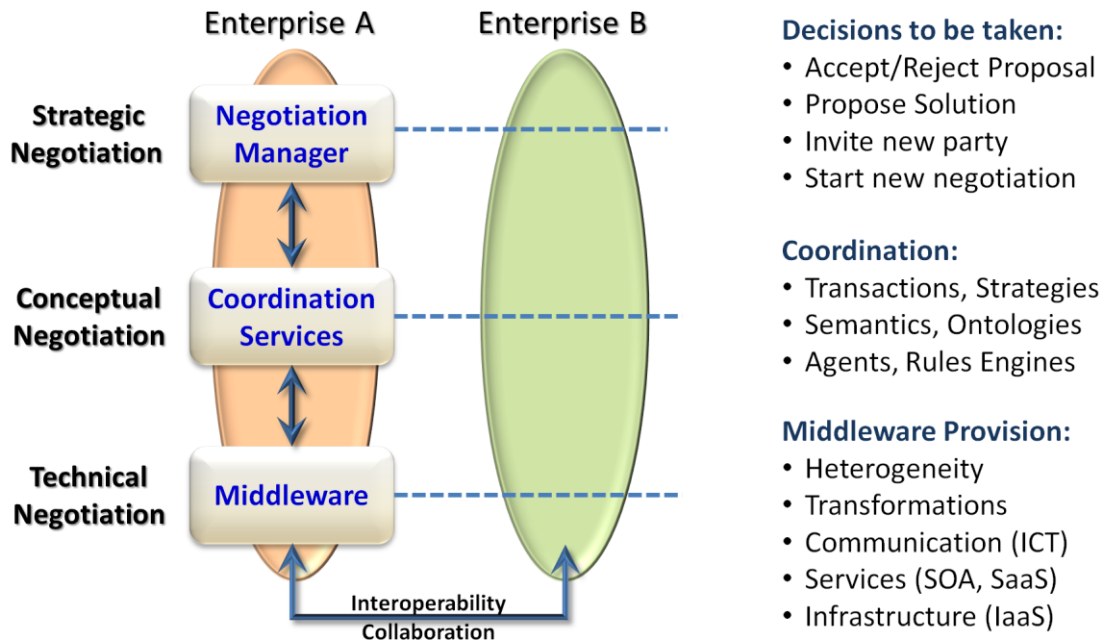 Enterprise A
Enterprise B
Strategic
Negotiation
Negotiation
Manager
Conceptual
Negotiation
Coordination
Services
Technical
Negotiation
Middleware
Interoperability
Collaboration
Decisions to be taken:
• Accept/Reject Proposal
• Propose Solution
• Invite new party
• Start new negotiation
Coordination:
• Transactions, Strategies
• Semantics, Ontologies
• Agents, Rules Engines
Middleware Provision:
• Heterogeneity
• Transformations
• Communication (ICT)
• Services (SOA, SaaS)
• Infrastructure (IaaS)